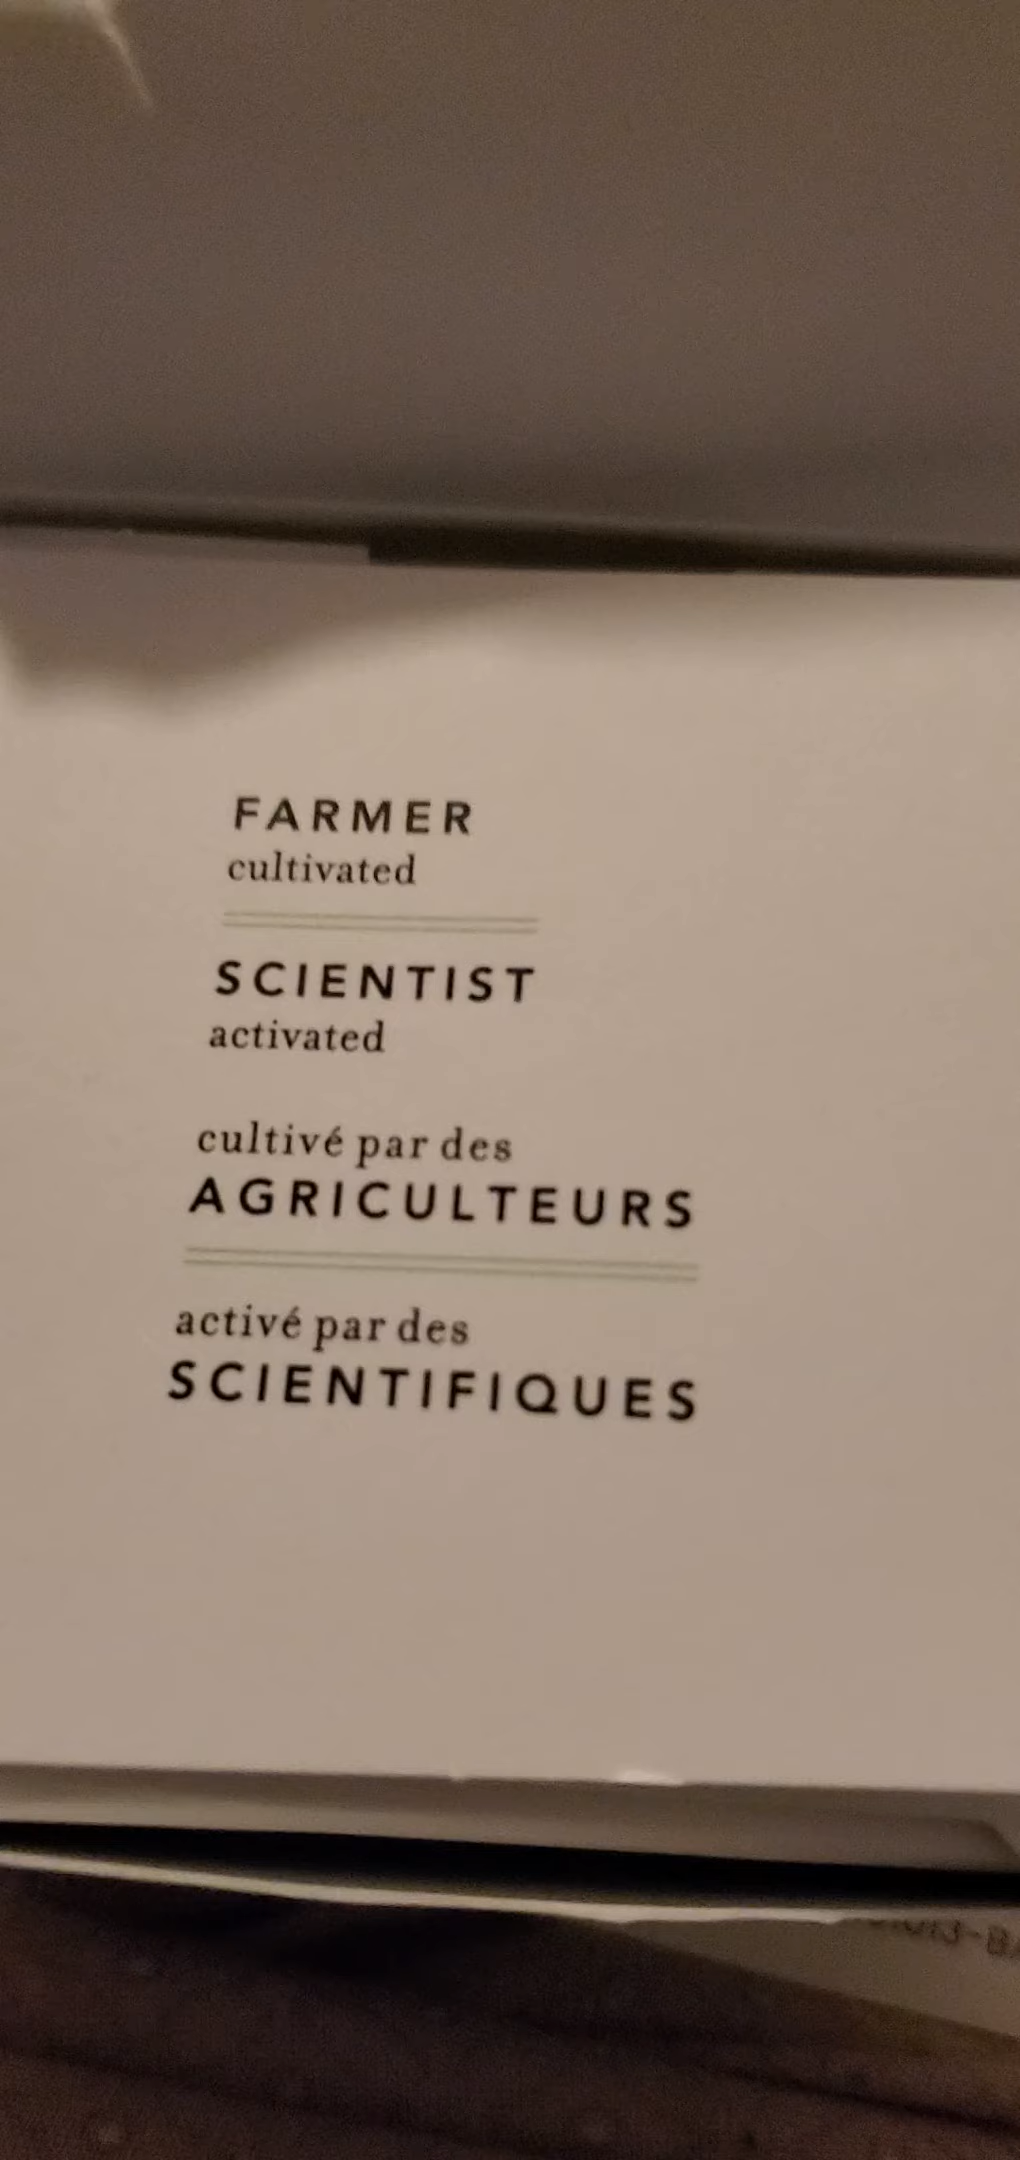 FARMER
cultivated
SCIENTIST
activated
cultivé par des
AGRICULTEURS
activé par des
SCIENTIFIQUES